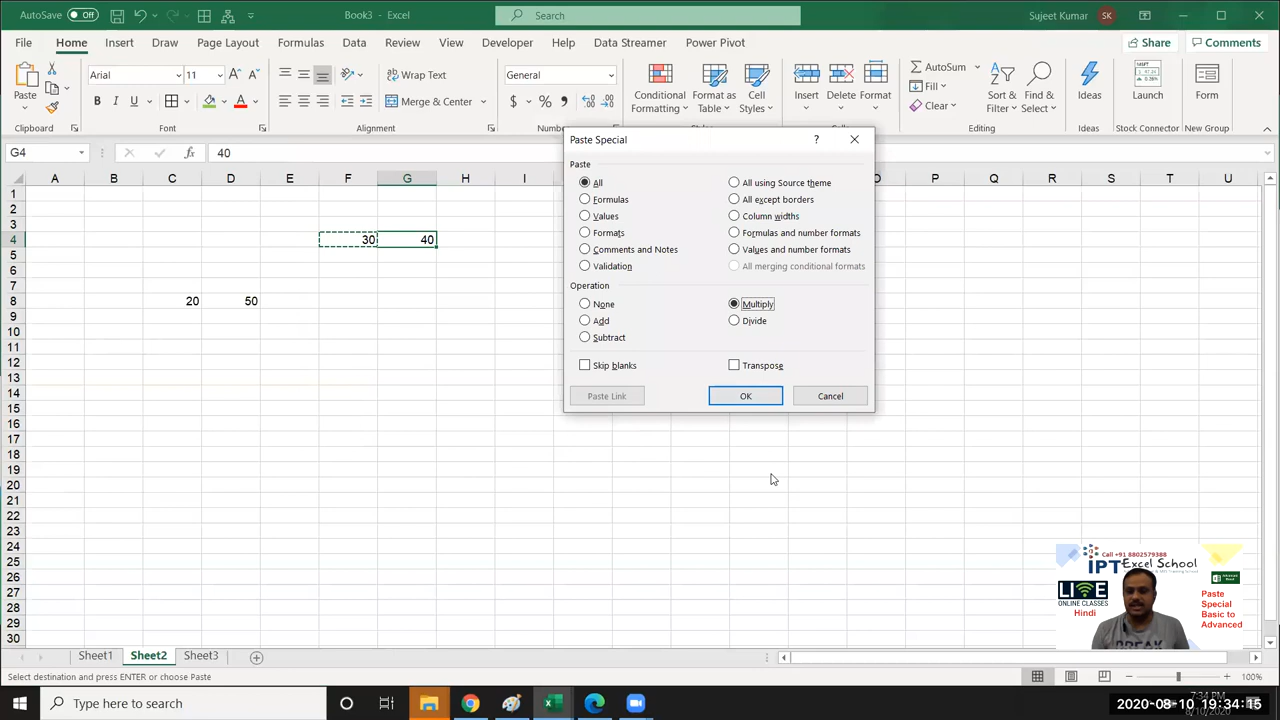 AutoSave Off Book3 - Excel Search Sujeet Kumar SK
File Home Insert Draw Page Layout Formulas Data Review View Developer Help Data Streamer Power Pivot Share Comments
Paste Arial 11 Wrap Text General Conditional Format as Cell Insert Delete Format AutoSum Sort & Find & Ideas Launch Form
B I U A Merge & Center $ % Formatting Table Styles Fill Filter Select
Clear
Clipboard Font Alignment Editing Ideas Stock Connector New Group
G4 fx 40
A B C D E F G H I P Q R S T U
1
2
3
4 30 40
5
6
7
8 20 50
9
10
11
12
13
14
15
16
17
18
19
20
21
22
23
24
25
26
27
28
29
30
Paste Special ?
Paste
All All using Source theme
Formulas All except borders
Values Column widths
Formats Formulas and number formats
Comments and Notes Values and number formats
Validation All merging conditional formats
Operation
None Multiply
Add Divide
Subtract
Skip blanks Transpose
Paste Link OK Cancel
Call +91 8802579388
IPT Excel School
LIVE
ONLINE CLASSES
Hindi
Paste
Special
Basic to
Advanced
BREAK
Sheet1 Sheet2 Sheet3
Select destination and press ENTER or choose Paste 100%
Type here to search
7:34 PM
8/10/2020
2020-08-10 19:34:15